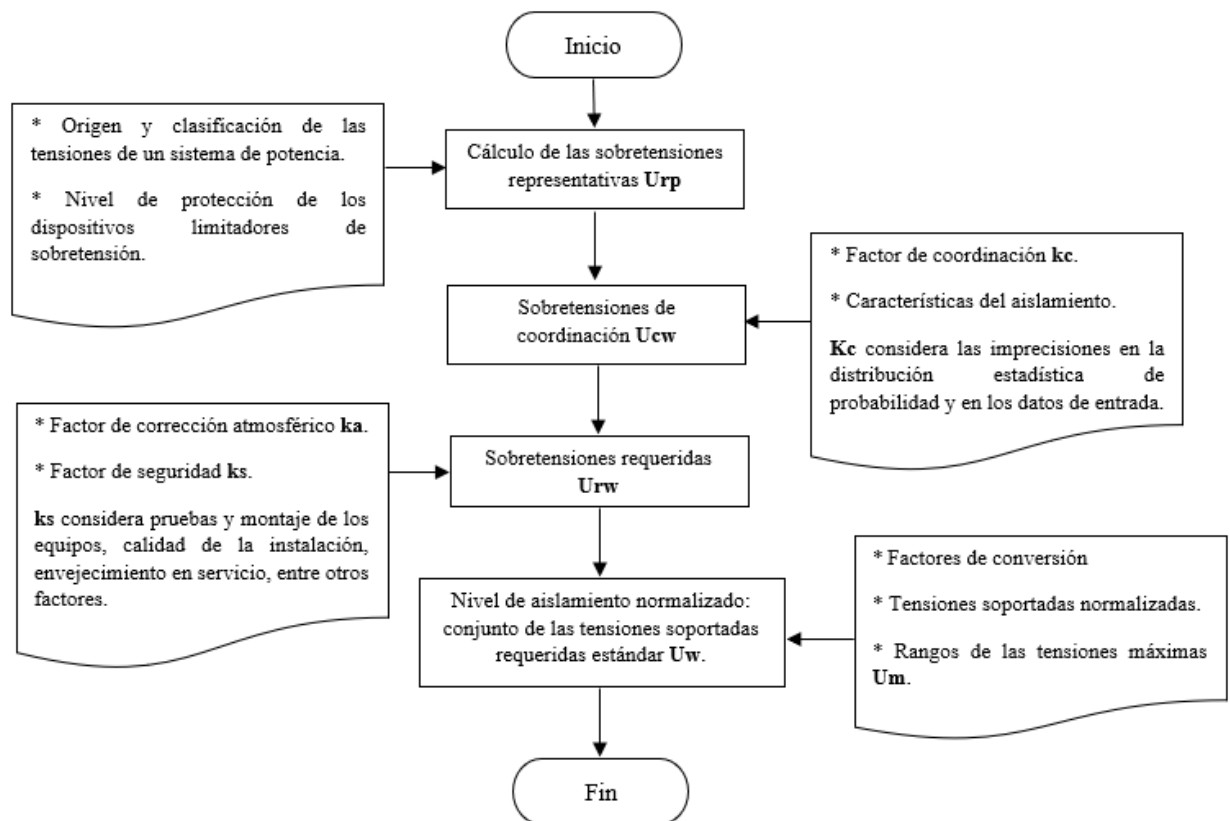 Inicio
* Origen y clasificación de las
tensiones de un sistema de potencia.
* Nivel de protección de los
dispositivos limitadores de
sobretensión.
Cálculo de las sobretensiones
representativas Urp
* Factor de coordinación kc.
* Características del aislamiento.
Kc considera las imprecisiones en la
distribución estadística de
probabilidad y en los datos de entrada.
Sobretensiones de
coordinación Ucw
* Factor de corrección atmosférico ka.
* Factor de seguridad ks.
ks considera pruebas y montaje de los
equipos, calidad de la instalación,
envejecimiento en servicio, entre otros
factores.
Sobretensiones requeridas
Urw
* Factores de conversión
* Tensiones soportadas normalizadas.
* Rangos de las tensiones máximas
Um.
Nivel de aislamiento normalizado:
conjunto de las tensiones soportadas
requeridas estándar Uw.
Fin